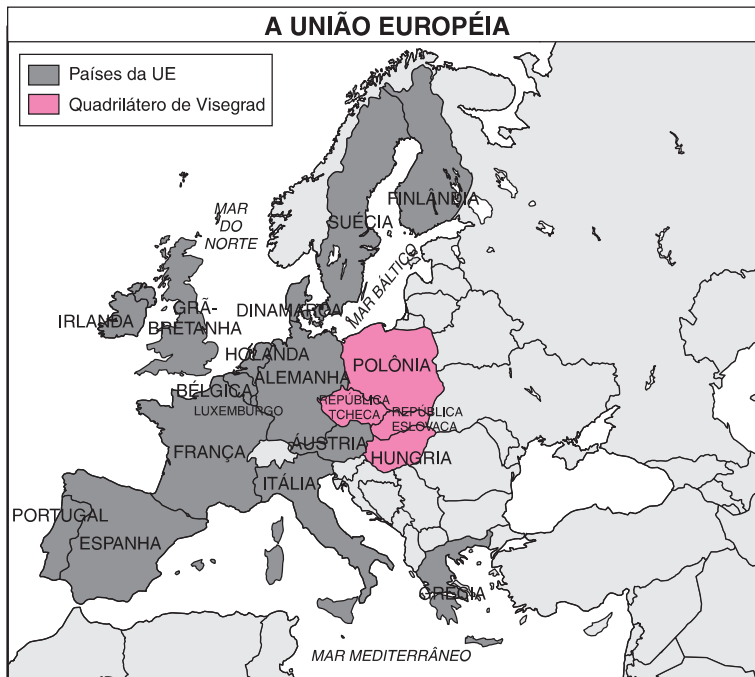 A UNIÃO EUROPÉIA
Países da UE
Quadrilátero de Visegrad
FINLÂNDIA
SUÉCIA
MAR
DO
NORTE
MAR BÁLTICO
IRLANDA
GRÃ-
BRETANHA
DINAMARCA
HOLANDA
POLÔNIA
ALEMANHA
BÉLGICA
LUXEMBURGO
REPÚBLICA
TCHECA
REPÚBLICA
ESLOVACA
FRANÇA
ÁUSTRIA
HUNGRIA
ITÁLIA
PORTUGAL
ESPANHA
GRÉCIA
MAR MEDITERRÂNEO